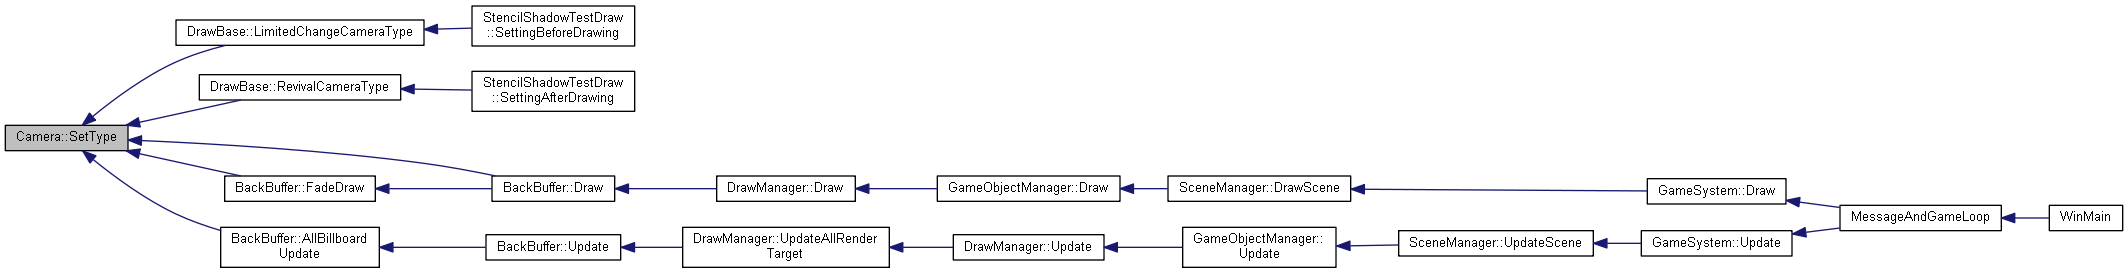 Camera::SetType
DrawBase::LimitedChangeCameraType
StencilShadowTestDraw
::SettingBeforeDrawing
DrawBase::RevivalCameraType
StencilShadowTestDraw
::SettingAfterDrawing
BackBuffer::FadeDraw
BackBuffer::Draw
DrawManager::Draw
GameObjectManager::Draw
SceneManager::DrawScene
GameSystem::Draw
MessageAndGameLoop
WinMain
BackBuffer::AllBillboard
Update
BackBuffer::Update
DrawManager::UpdateAllRender
Target
DrawManager::Update
GameObjectManager::
Update
SceneManager::UpdateScene
GameSystem::Update